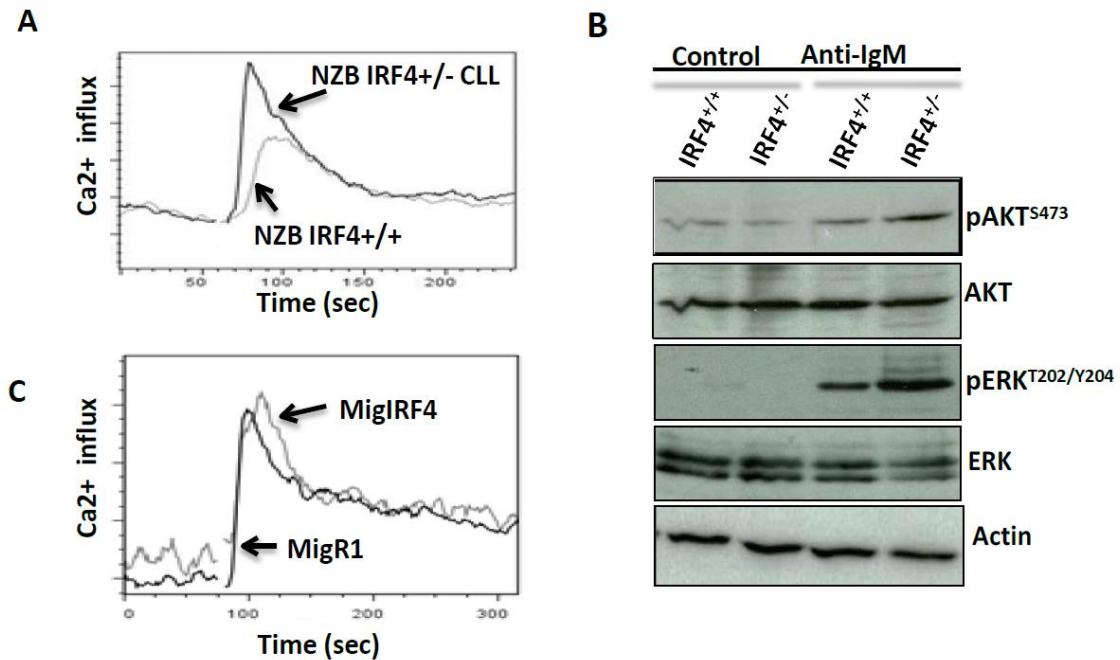 A
Ca2+ influx
NZB IRF4+/- CLL
NZB IRF4+/+
0 50 100 150 200
Time (sec)
B
Control Anti-IgM
IRF4+/+ IRF4+/- IRF4+/+ IRF4+/-
pAKTS473
AKT
pERKT202/Y204
ERK
Actin
C
Ca2+ influx
MigIRF4
MigR1
0 100 200 300
Time (sec)